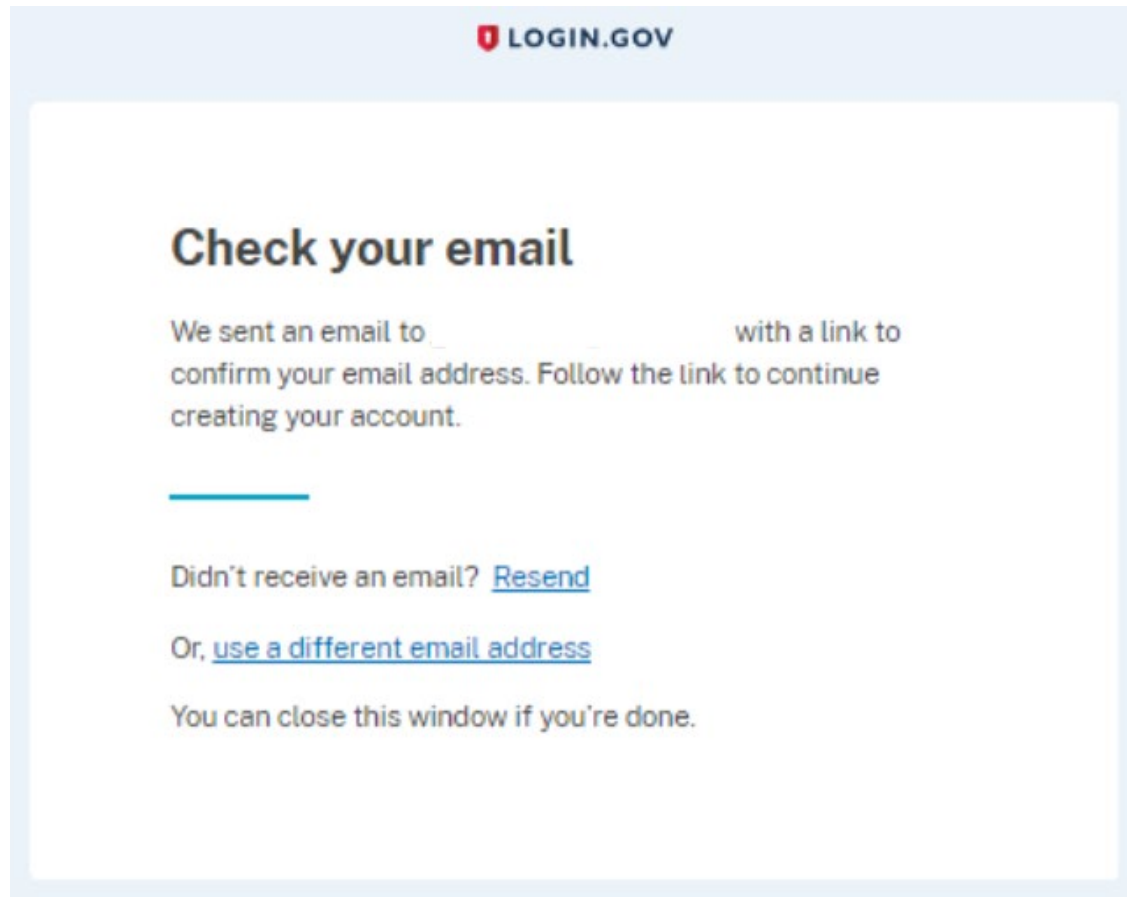 LOGIN.GOV
Check your email
We sent an email to with a link to
confirm your email address. Follow the link to continue
creating your account.
Didn't receive an email? Resend
Or, use a different email address
You can close this window if you're done.